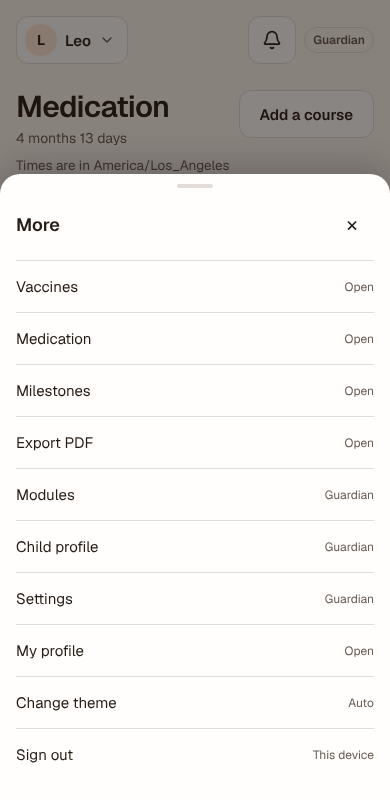 L Leo Guardian
Medication Add a course
4 months 13 days
Times are in America/Los_Angeles
More
Vaccines Open
Medication Open
Milestones Open
Export PDF Open
Modules Guardian
Child profile Guardian
Settings Guardian
My profile Open
Change theme Auto
Sign out This device